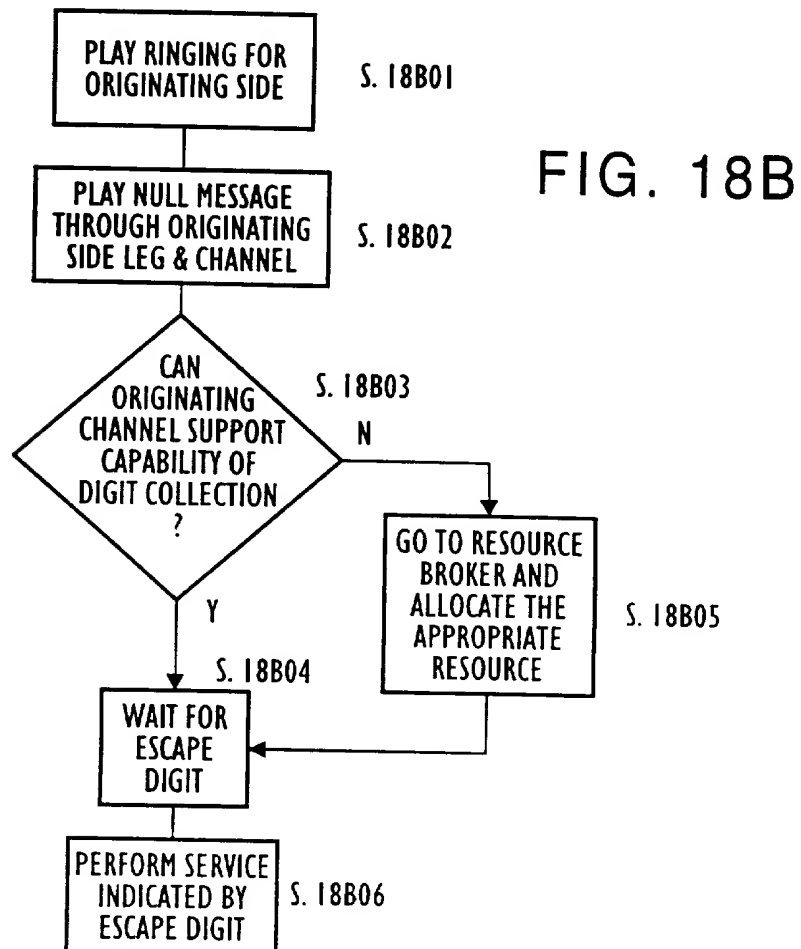 PLAY RINGING FOR
ORIGINATING SIDE
S. 18B01
FIG. 18B
PLAY NULL MESSAGE
THROUGH ORIGINATING
SIDE LEG & CHANNEL
S. 18B02
CAN
ORIGINATING
CHANNEL SUPPORT
CAPABILITY OF
DIGIT COLLECTION
?
S. 18B03
N
Y
GO TO RESOURCE
BROKER AND
ALLOCATE THE
APPROPRIATE
RESOURCE
S. 18B05
S. 18B04
WAIT FOR
ESCAPE
DIGIT
PERFORM SERVICE
INDICATED BY
ESCAPE DIGIT
S. 18B06